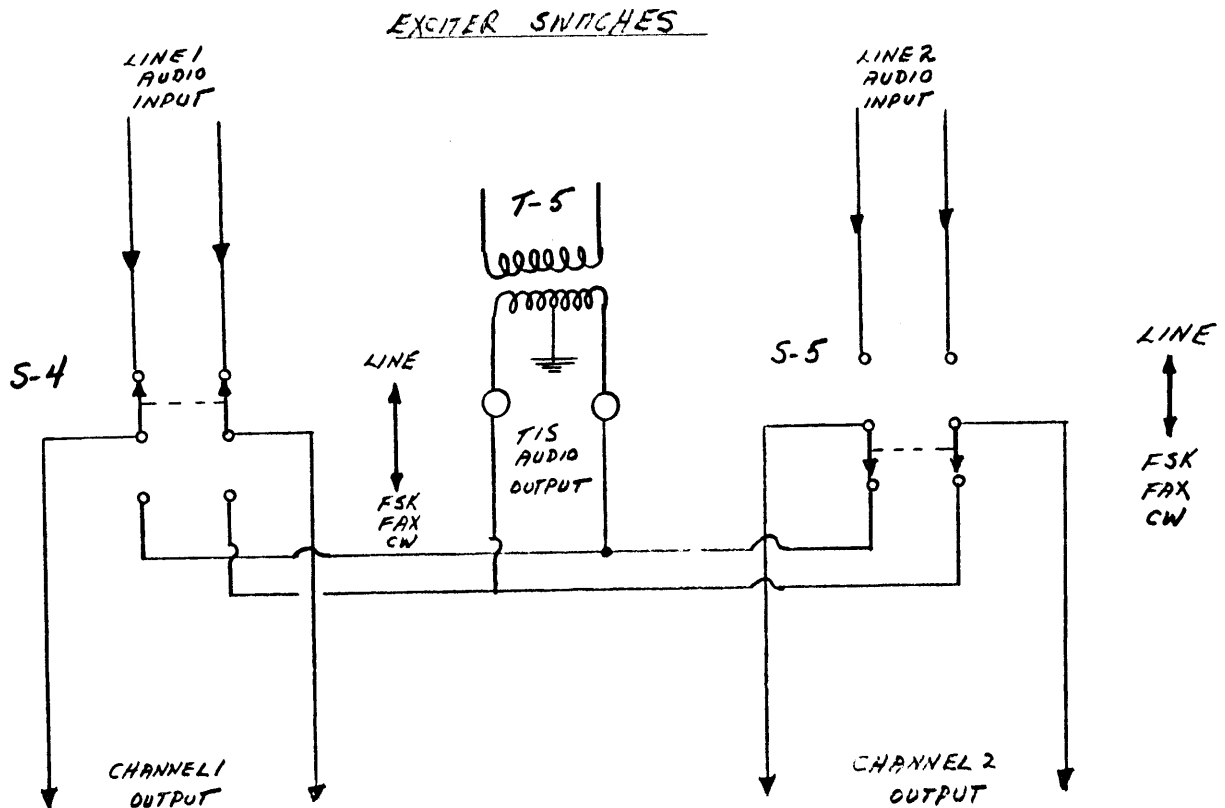 EXCITER SWITCHES
LINE 1
AUDIO
INPUT
LINE 2
AUDIO
INPUT
T-5
S-4
LINE
FSK
FAX
CW
TIS
AUDIO
OUTPUT
S-5
LINE
FSK
FAX
CW
CHANNEL 1
OUTPUT
CHANNEL 2
OUTPUT